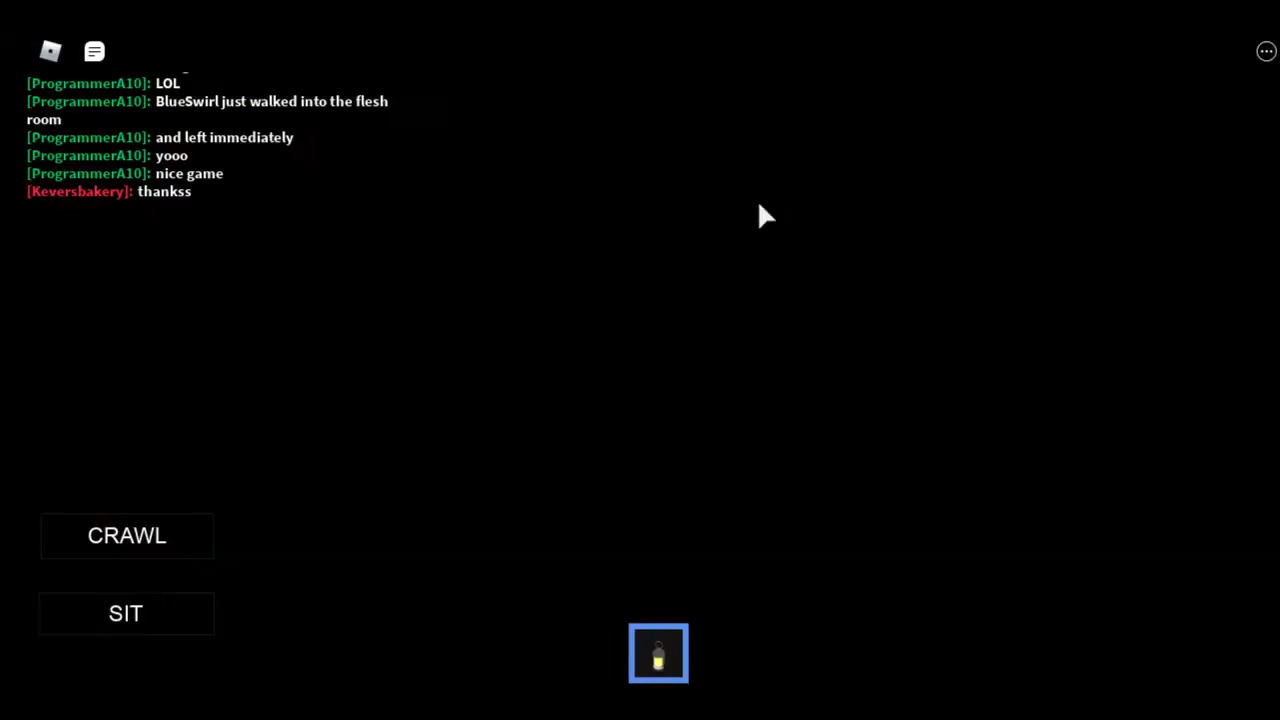 [ProgrammerA10]: LOL
[ProgrammerA10]: BlueSwirl just walked into the flesh
room
[ProgrammerA10]: and left immediately
[ProgrammerA10]: yooo
[ProgrammerA10]: nice game
[Keversbakery]: thankss
CRAWL
SIT